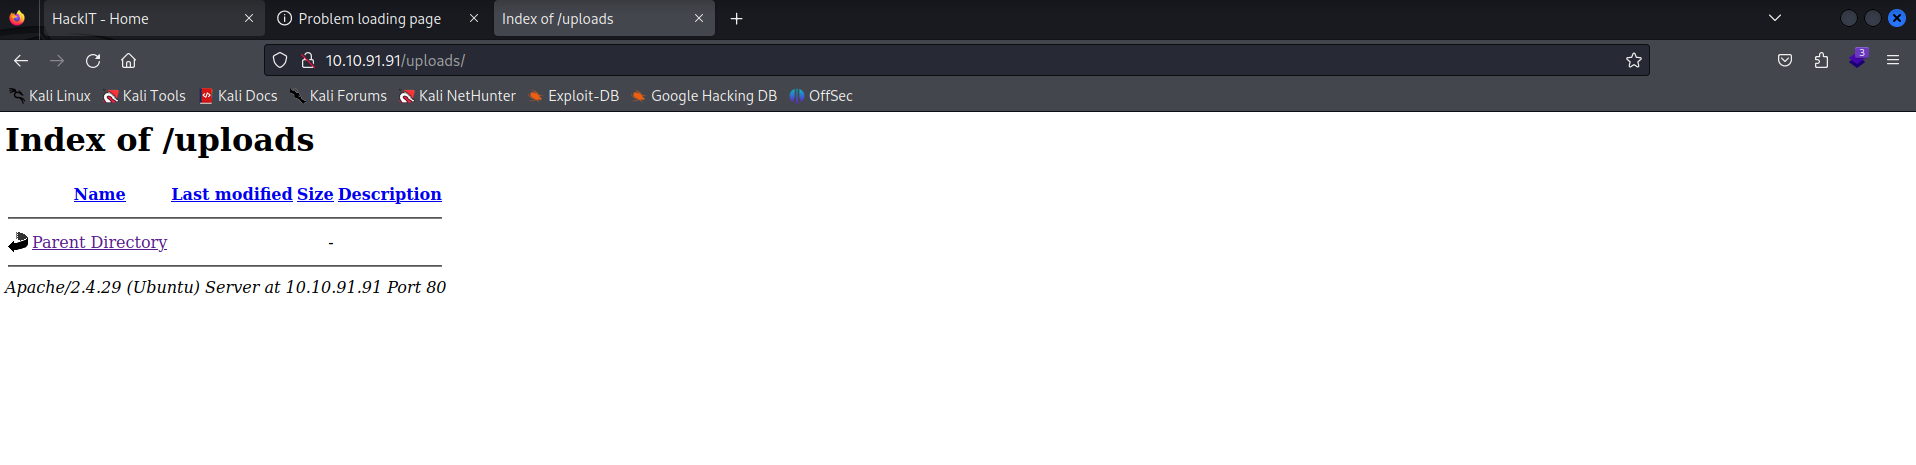 HackIT - Home
Problem loading page
Index of /uploads
10.10.91.91/uploads/
3
Kali Linux Kali Tools Kali Docs Kali Forums Kali NetHunter Exploit-DB Google Hacking DB OffSec
Index of /uploads
Name Last modified Size Description
Parent Directory -
Apache/2.4.29 (Ubuntu) Server at 10.10.91.91 Port 80